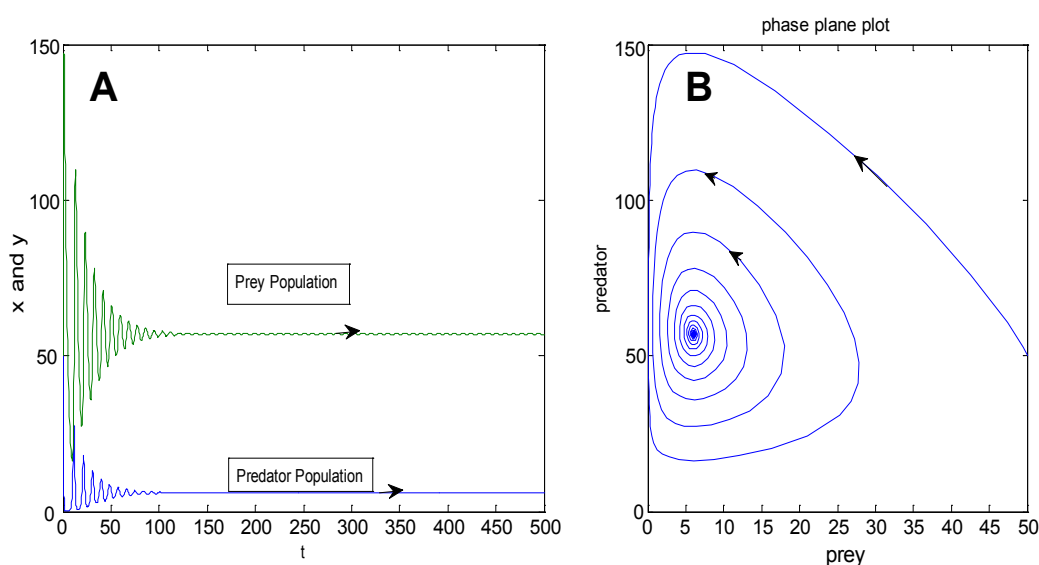 phase plane plot
A
B
x and y
150
100
50
0
Prey Population
Predator Population
0 50 100 150 200 250 300 350 400 450 500
t
predator
150
100
50
0
0 5 10 15 20 25 30 35 40 45 50
prey